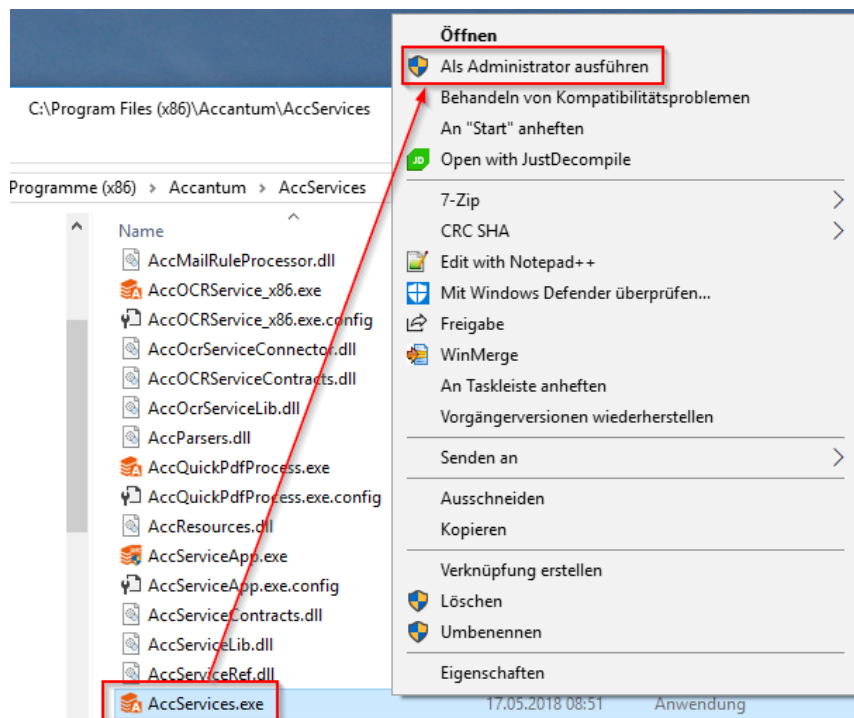 C:\Program Files (x86)\Accantum\AccServices
Programme (x86) > Accantum > AccServices
Name
AccMailRuleProcessor.dll
AccOCRService_x86.exe
AccOCRService_x86.exe.config
AccOcrServiceConnector.dll
AccOCRServiceContracts.dll
AccOcrServiceLib.dll
AccParsers.dll
AccQuickPdfProcess.exe
AccQuickPdfProcess.exe.config
AccResources.dll
AccServiceApp.exe
AccServiceApp.exe.config
AccServiceContracts.dll
AccServiceLib.dll
AccServiceRef.dll
AccServices.exe 17.05.2018 08:51 Anwendung
Öffnen
Als Administrator ausführen
Behandeln von Kompatibilitätsproblemen
An "Start" anheften
JD Open with JustDecompile
7-Zip
CRC SHA
Edit with Notepad++
Mit Windows Defender überprüfen...
Freigabe
WinMerge
An Taskleiste anheften
Vorgängerversionen wiederherstellen
Senden an
Ausschneiden
Kopieren
Verknüpfung erstellen
Löschen
Umbenennen
Eigenschaften